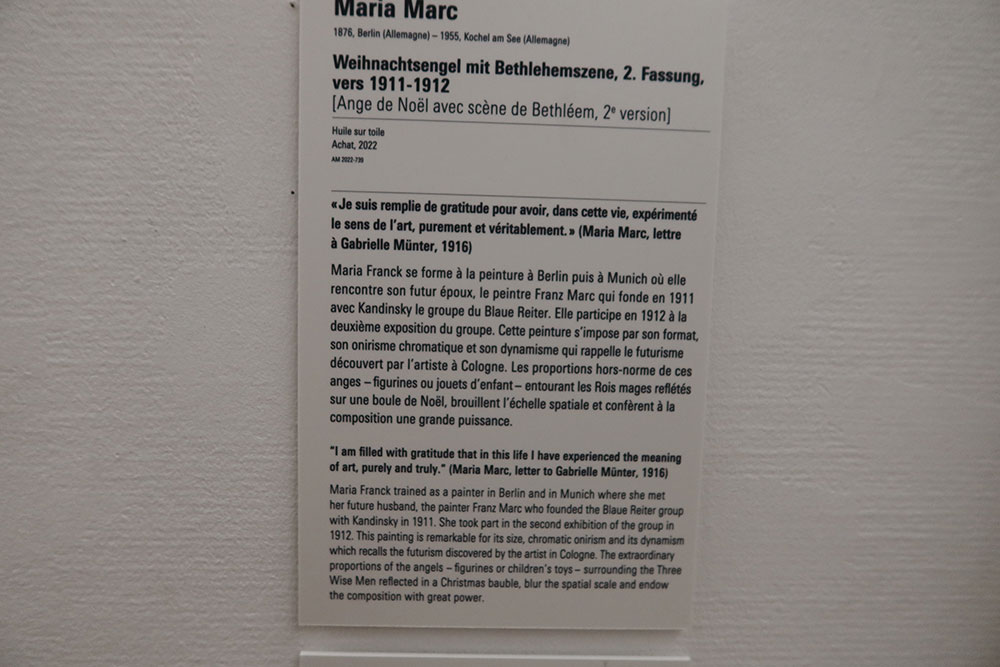 Maria Marc
1876, Berlin (Allemagne) – 1955, Kochel am See (Allemagne)
Weihnachtsengel mit Bethlehemszene, 2. Fassung,
vers 1911-1912
[Ange de Noël avec scène de Bethléem, 2e version]
Huile sur toile
Achat, 2022
AM 2022-739
« Je suis remplie de gratitude pour avoir, dans cette vie, expérimenté
le sens de l’art, purement et véritablement. » (Maria Marc, lettre
à Gabrielle Münter, 1916)
Maria Franck se forme à la peinture à Berlin puis à Munich où elle
rencontre son futur époux, le peintre Franz Marc qui fonde en 1911
avec Kandinsky le groupe du Blaue Reiter. Elle participe en 1912 à la
deuxième exposition du groupe. Cette peinture s’impose par son format,
son onirisme chromatique et son dynamisme qui rappelle le futurisme
découvert par l’artiste à Cologne. Les proportions hors-norme de ces
anges – figurines ou jouets d’enfant – entourant les Rois mages reflétés
sur une boule de Noël, brouillent l’échelle spatiale et confèrent à la
composition une grande puissance.
“I am filled with gratitude that in this life I have experienced the meaning
of art, purely and truly.” (Maria Marc, letter to Gabrielle Münter, 1916)
Maria Franck trained as a painter in Berlin and in Munich where she met
her future husband, the painter Franz Marc who founded the Blaue Reiter group
with Kandinsky in 1911. She took part in the second exhibition of the group in
1912. This painting is remarkable for its size, chromatic onirism and its dynamism
which recalls the futurism discovered by the artist in Cologne. The extraordinary
proportions of the angels – figurines or children’s toys – surrounding the Three
Wise Men reflected in a Christmas bauble, blur the spatial scale and endow
the composition with great power.